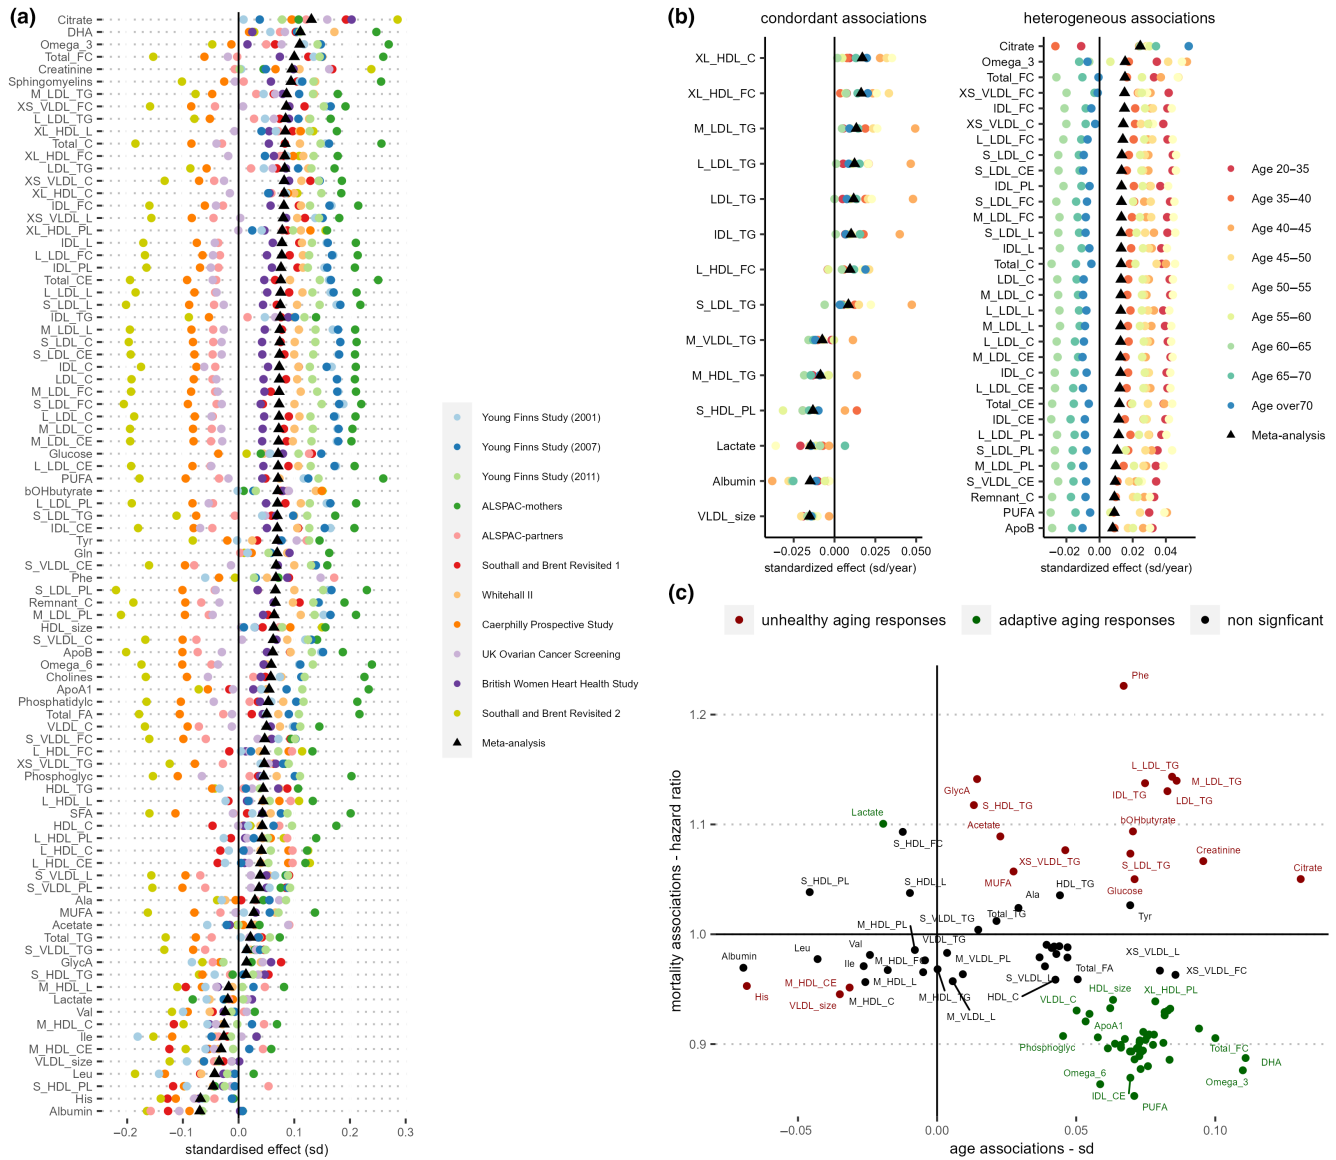 (a)
Citrate
DHA
Omega_3
Total_FC
Creatinine
Sphingomyelins
M_LDL_TG
XS_VLDL_FC
L_LDL_TG
XL_HDL_L
Total_C
XL_HDL_FC
LDL_TG
XS_VLDL_C
XL_HDL_C
IDL_FC
XS_VLDL_L
XL_HDL_PL
IDL_L
L_LDL_FC
IDL_PL
Total_CE
L_LDL_L
S_LDL_L
IDL_TG
M_LDL_L
S_LDL_C
S_LDL_CE
IDL_C
LDL_C
M_LDL_FC
S_LDL_FC
L_LDL_C
M_LDL_C
M_LDL_CE
Glucose
L_LDL_CE
PUFA
bOHbutyrate
L_LDL_PL
S_LDL_TG
IDL_CE
Tyr
Gln
S_VLDL_CE
Phe
S_LDL_PL
Remnant_C
M_LDL_PL
HDL_size
S_VLDL_C
ApoB
Omega_6
Cholines
ApoA1
Phosphatidylc
Total_FA
VLDL_C
S_VLDL_FC
L_HDL_FC
XS_VLDL_TG
Phosphoglyc
HDL_TG
L_HDL_L
SFA
HDL_C
L_HDL_PL
L_HDL_C
L_HDL_CE
S_VLDL_L
S_VLDL_PL
Ala
MUFA
Acetate
Total_TG
S_VLDL_TG
GlycA
S_HDL_TG
M_HDL_L
Lactate
Val
M_HDL_C
Ile
M_HDL_CE
VLDL_size
Leu
S_HDL_PL
His
Albumin
−0.2 −0.1 0.0 0.1 0.2 0.3
standardised effect (sd)
Young Finns Study (2001)
Young Finns Study (2007)
Young Finns Study (2011)
ALSPAC-mothers
ALSPAC-partners
Southall and Brent Revisited 1
Whitehall II
Caerphilly Prospective Study
UK Ovarian Cancer Screening
British Women Heart Health Study
Southall and Brent Revisited 2
Meta-analysis
(b)
concordant associations
XL_HDL_C
XL_HDL_FC
M_LDL_TG
L_LDL_TG
LDL_TG
IDL_TG
L_HDL_FC
S_LDL_TG
M_VLDL_TG
M_HDL_TG
S_HDL_PL
Lactate
Albumin
VLDL_size
−0.025 0.000 0.025 0.050
standardized effect (sd/year)
heterogeneous associations
Citrate
Omega_3
Total_FC
XS_VLDL_FC
IDL_FC
XS_VLDL_C
L_LDL_FC
S_LDL_C
S_LDL_CE
IDL_PL
S_LDL_FC
M_LDL_FC
S_LDL_L
IDL_L
Total_C
LDL_C
M_LDL_C
L_LDL_L
M_LDL_L
L_LDL_C
M_LDL_CE
IDL_C
L_LDL_CE
Total_CE
IDL_CE
L_LDL_PL
S_LDL_PL
M_LDL_PL
S_VLDL_CE
Remnant_C
PUFA
ApoB
−0.02 0.00 0.02 0.04
standardized effect (sd/year)
Age 20−35
Age 35−40
Age 40−45
Age 45−50
Age 50−55
Age 55−60
Age 60−65
Age 65−70
Age over70
Meta-analysis
(c)
unhealthy aging responses
adaptive aging responses
non signficant
mortality associations - hazard ratio
1.2
1.1
1.0
0.9
Phe
L_LDL_TG
M_LDL_TG
IDL_TG
LDL_TG
GlycA
S_HDL_TG
Lactate
Acetate
bOHbutyrate
S_HDL_FC
XS_VLDL_TG
S_LDL_TG
Creatinine
Citrate
MUFA
Glucose
S_HDL_PL
S_HDL_L
Ala
HDL_TG
Tyr
S_VLDL_TG
Total_TG
M_HDL_PL
VLDL_TG
Leu
Val
Albumin
Ile
M_HDL_FC
M_VLDL_PL
XS_VLDL_L
XS_VLDL_FC
Total_FA
S_VLDL_L
M_HDL_L
M_HDL_CE
His
VLDL_size
M_HDL_C
M_HDL_TG
HDL_C
M_VLDL_L
HDL_size
XL_HDL_PL
VLDL_C
ApoA1
Phosphoglyc
Total_FC
DHA
Omega_6
Omega_3
IDL_CE
PUFA
−0.05 0.00 0.05 0.10
age associations - sd